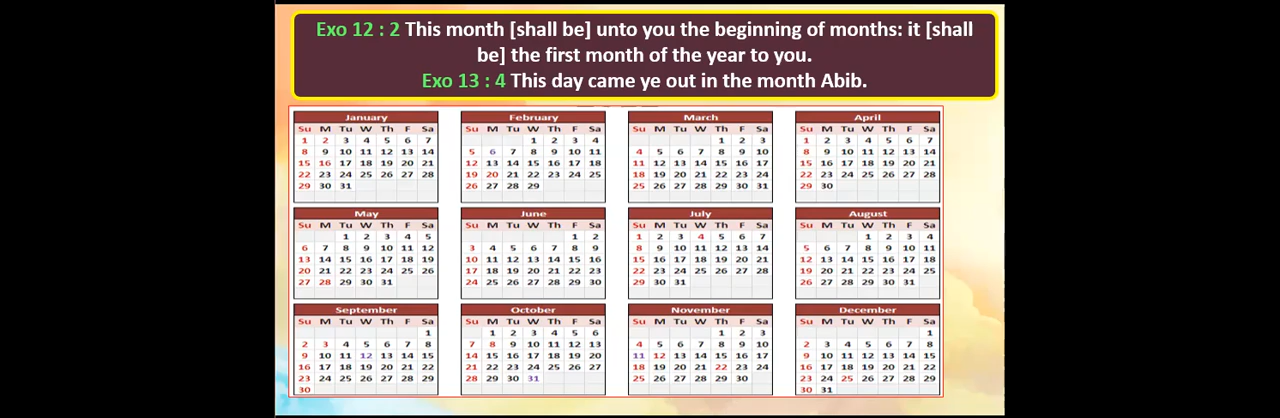 Exo 12 : 2 This month [shall be] unto you the beginning of months: it [shall
be] the first month of the year to you.
Exo 13 : 4 This day came ye out in the month Abib.
January February March April
Su M Tu W Th F Sa Su M Tu W Th F Sa Su M Tu W Th F Sa Su M Tu W Th F Sa
1 2 3 4 5 6 7 1 2 3 4 1 2 3 1 2 3 4 5 6 7
8 9 10 11 12 13 14 5 6 7 8 9 10 11 4 5 6 7 8 9 10 8 9 10 11 12 13 14
15 16 17 18 19 20 21 12 13 14 15 16 17 18 11 12 13 14 15 16 17 15 16 17 18 19 20 21
22 23 24 25 26 27 28 19 20 21 22 23 24 25 18 19 20 21 22 23 24 22 23 24 25 26 27 28
29 30 31 26 27 28 29 25 26 27 28 29 30 31 29 30
May June July August
Su M Tu W Th F Sa Su M Tu W Th F Sa Su M Tu W Th F Sa Su M Tu W Th F Sa
1 2 3 4 5 1 2 1 2 3 4 5 6 7 1 2 3 4
6 7 8 9 10 11 12 3 4 5 6 7 8 9 8 9 10 11 12 13 14 5 6 7 8 9 10 11
13 14 15 16 17 18 19 10 11 12 13 14 15 16 15 16 17 18 19 20 21 12 13 14 15 16 17 18
20 21 22 23 24 25 26 17 18 19 20 21 22 23 22 23 24 25 26 27 28 19 20 21 22 23 24 25
27 28 29 30 31 24 25 26 27 28 29 30 29 30 31 26 27 28 29 30 31
September October November December
Su M Tu W Th F Sa Su M Tu W Th F Sa Su M Tu W Th F Sa Su M Tu W Th F Sa
1 1 2 3 4 5 6 1 2 3 1
2 3 4 5 6 7 8 7 8 9 10 11 12 13 4 5 6 7 8 9 10 2 3 4 5 6 7 8
9 10 11 12 13 14 15 14 15 16 17 18 19 20 11 12 13 14 15 16 17 9 10 11 12 13 14 15
16 17 18 19 20 21 22 21 22 23 24 25 26 27 18 19 20 21 22 23 24 16 17 18 19 20 21 22
23 24 25 26 27 28 29 28 29 30 31 25 26 27 28 29 30 23 24 25 26 27 28 29
30 30 31